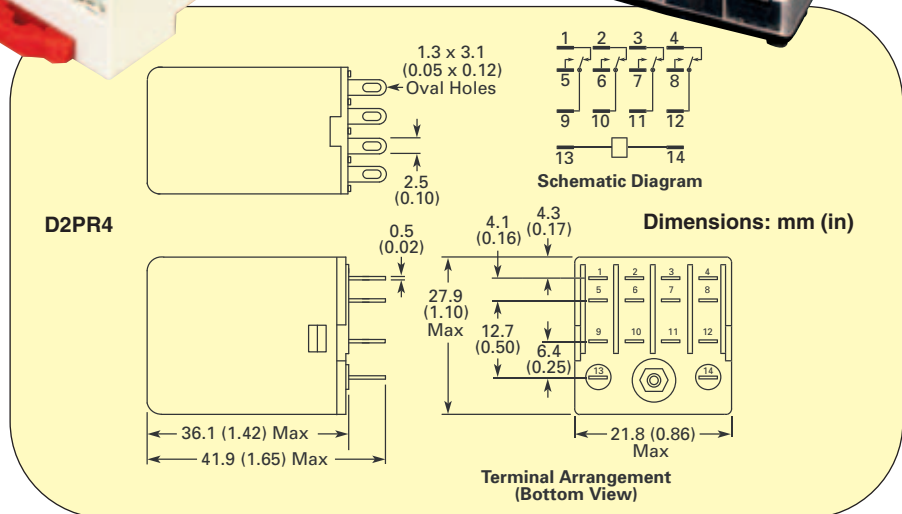 1.3 x 3.1
(0.05 x 0.12)
Oval Holes
2.5
(0.10)
1 2 3 4
5 6 7 8
9 10 11 12
13 14
Schematic Diagram
D2PR4
Dimensions: mm (in)
0.5
(0.02)
4.1
(0.16)
4.3
(0.17)
27.9
(1.10)
Max
12.7
(0.50)
6.4
(0.25)
1 2 3 4
5 6 7 8
9 10 11 12
13 14
36.1 (1.42) Max
41.9 (1.65) Max
21.8 (0.86)
Max
Terminal Arrangement
(Bottom View)